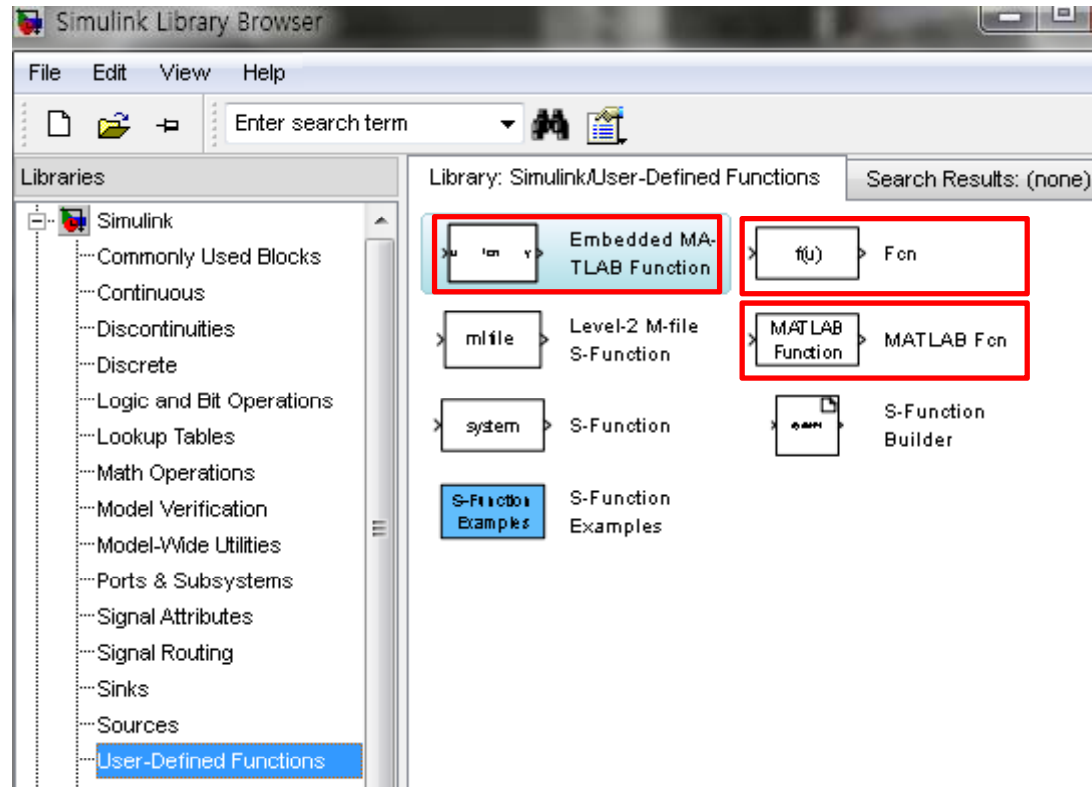 Simulink Library Browser
File Edit View Help
Enter search term
Libraries
Library: Simulink/User-Defined Functions
Search Results: (none)
Simulink
Commonly Used Blocks
Continuous
Discontinuities
Discrete
Logic and Bit Operations
Lookup Tables
Math Operations
Model Verification
Model-Wide Utilities
Ports & Subsystems
Signal Attributes
Signal Routing
Sinks
Sources
User-Defined Functions
u fcn y
Embedded MA-
TLAB Function
f(u)
Fcn
mlfile
Level-2 M-file
S-Function
MATLAB
Function
MATLAB Fcn
system
S-Function
S-Function
Builder
S-Function
Examples
S-Function
Examples